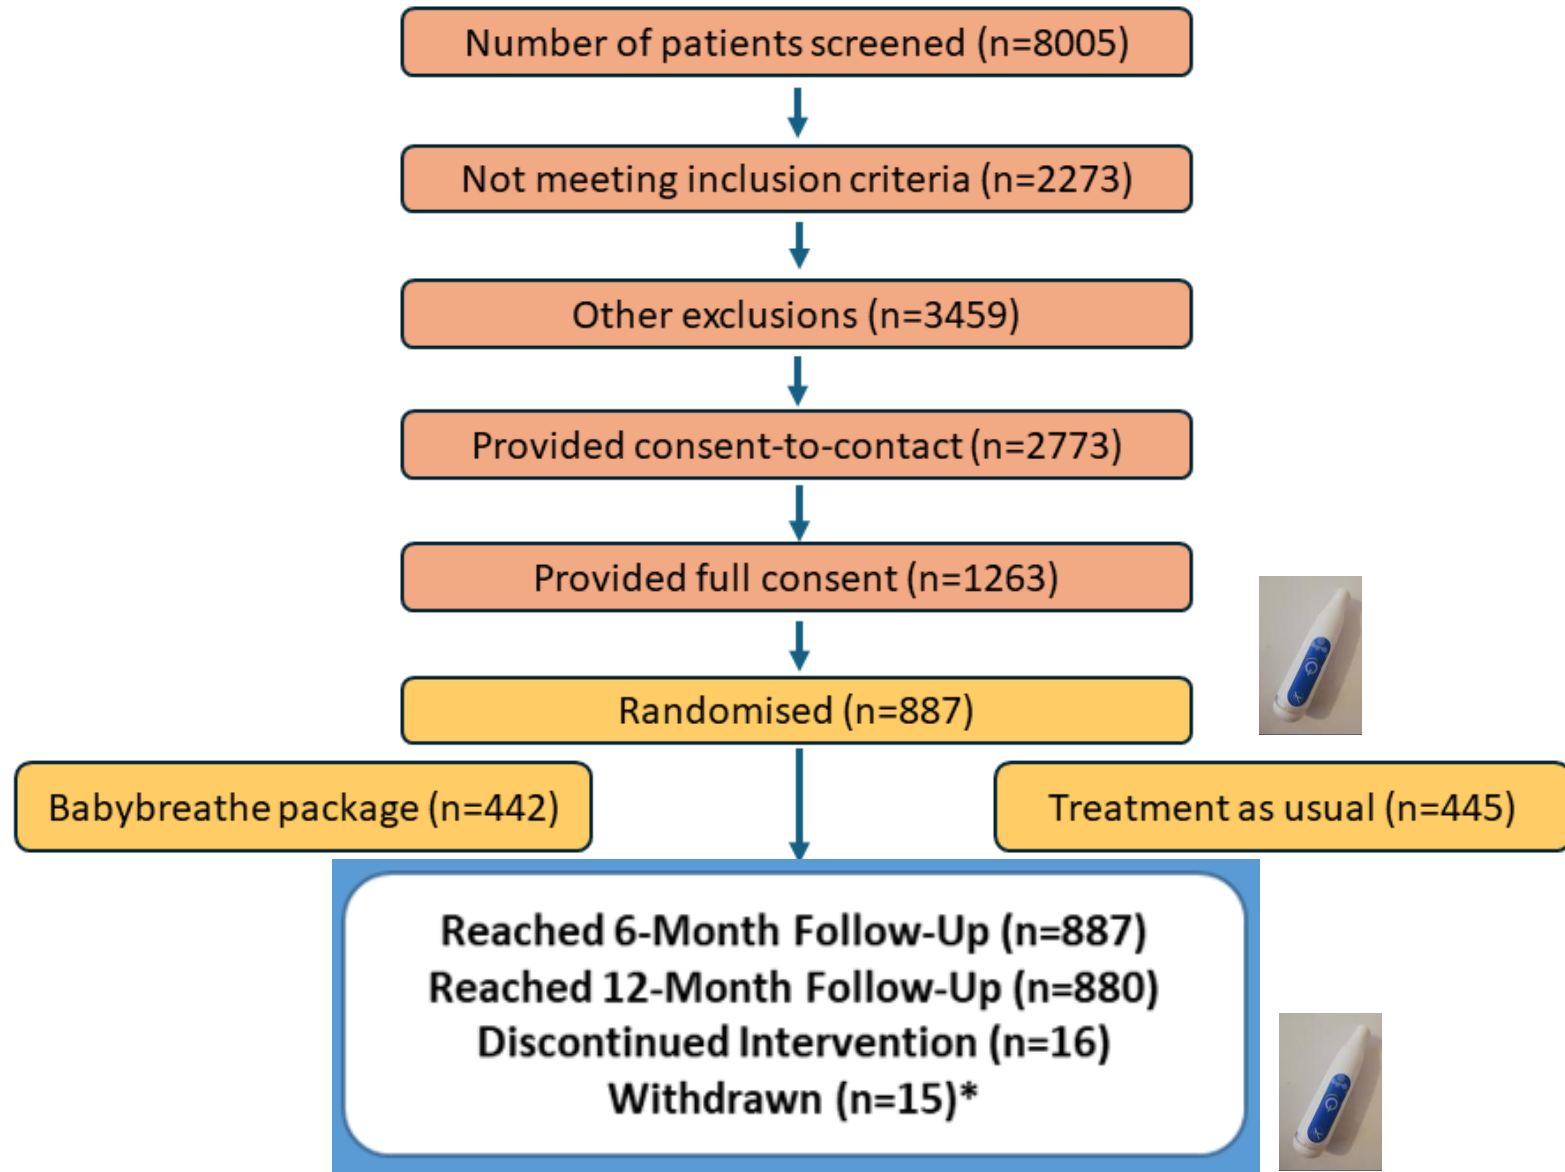 Number of patients screened (n=8005)
Not meeting inclusion criteria (n=2273)
Other exclusions (n=3459)
Provided consent-to-contact (n=2773)
Provided full consent (n=1263)
Randomised (n=887)
Babybreathe package (n=442)
Treatment as usual (n=445)
Reached 6-Month Follow-Up (n=887)
Reached 12-Month Follow-Up (n=880)
Discontinued Intervention (n=16)
Withdrawn (n=15)*